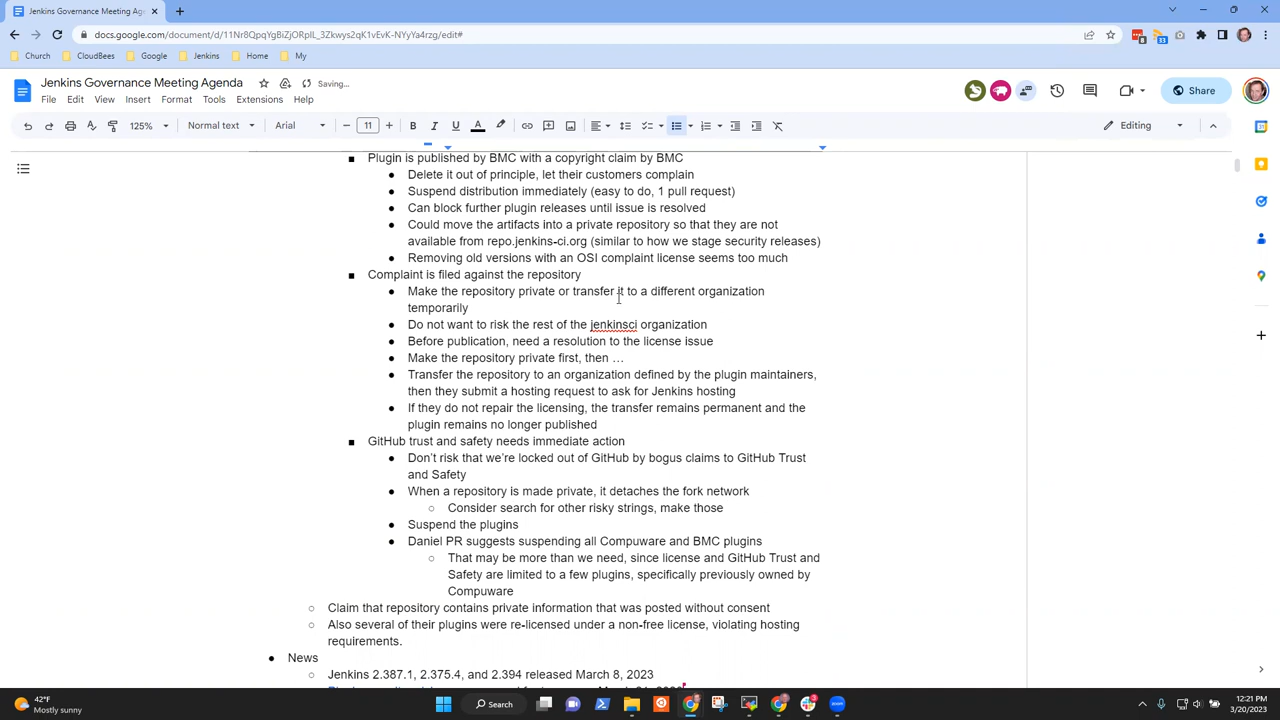 Jenkins Governance Meeting Agenda
docs.google.com/document/d/11Nr8QpqYgBiZjORpIL_3Zkwys2qK1vEvK-NYyYa4rzg/edit#
Church CloudBees Google Jenkins Home My
Jenkins Governance Meeting Agenda Saving...
Share
File Edit View Insert Format Tools Extensions Help
125% Normal text Arial 11 B I U A Editing
Plugin is published by BMC with a copyright claim by BMC
Delete it out of principle, let their customers complain
Suspend distribution immediately (easy to do, 1 pull request)
Can block further plugin releases until issue is resolved
Could move the artifacts into a private repository so that they are not
available from repo.jenkins-ci.org (similar to how we stage security releases)
Removing old versions with an OSI complaint license seems too much
Complaint is filed against the repository
Make the repository private or transfer it to a different organization
temporarily
Do not want to risk the rest of the jenkinsci organization
Before publication, need a resolution to the license issue
Make the repository private first, then …
Transfer the repository to an organization defined by the plugin maintainers,
then they submit a hosting request to ask for Jenkins hosting
If they do not repair the licensing, the transfer remains permanent and the
plugin remains no longer published
GitHub trust and safety needs immediate action
Don’t risk that we’re locked out of GitHub by bogus claims to GitHub Trust
and Safety
When a repository is made private, it detaches the fork network
Consider search for other risky strings, make those
Suspend the plugins
Daniel PR suggests suspending all Compuware and BMC plugins
That may be more than we need, since license and GitHub Trust and
Safety are limited to a few plugins, specifically previously owned by
Compuware
Claim that repository contains private information that was posted without consent
Also several of their plugins were re-licensed under a non-free license, violating hosting
requirements.
News
Jenkins 2.387.1, 2.375.4, and 2.394 released March 8, 2023
42°F
Mostly sunny
Search
12:21 PM
3/20/2023